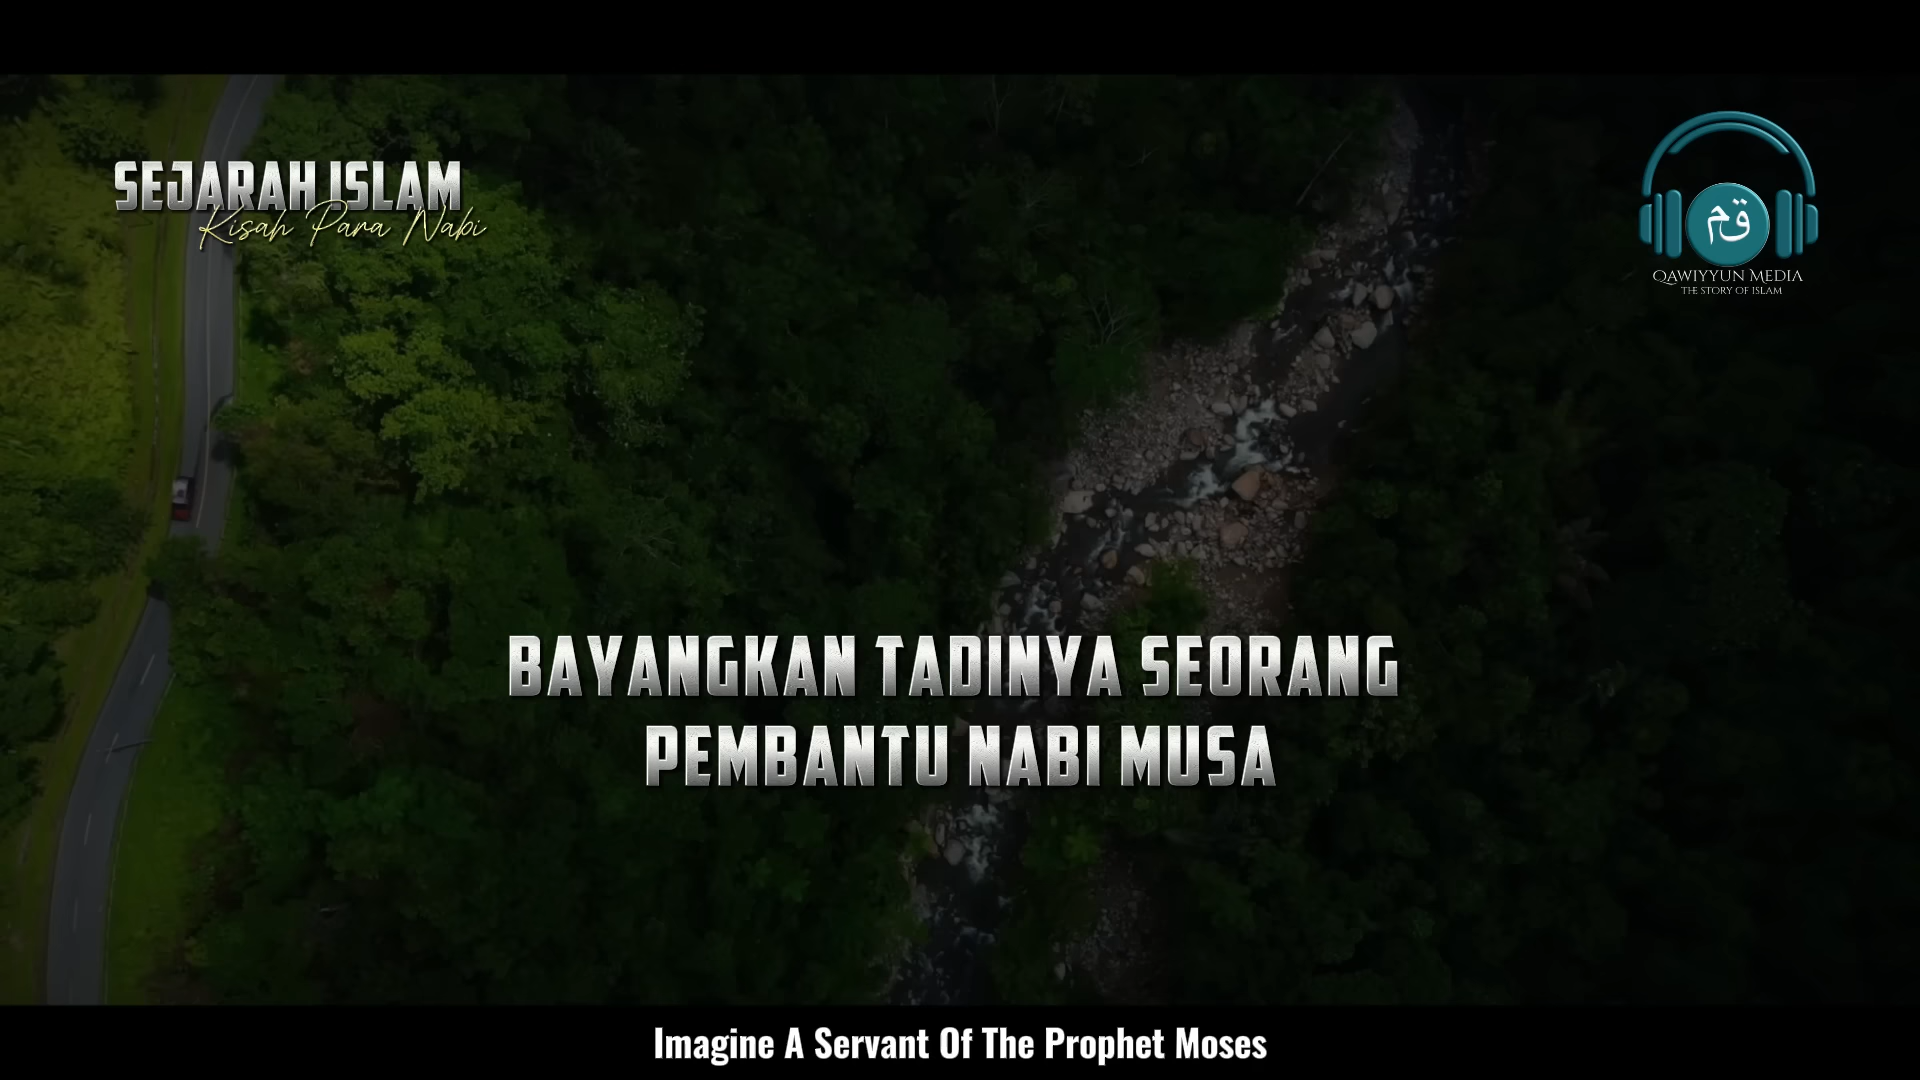 SEJARAH ISLAM
Kisah Para Nabi
قم
QAWIYYUN MEDIA
THE STORY OF ISLAM
BAYANGKAN TADINYA SEORANG
PEMBANTU NABI MUSA
Imagine A Servant Of The Prophet Moses